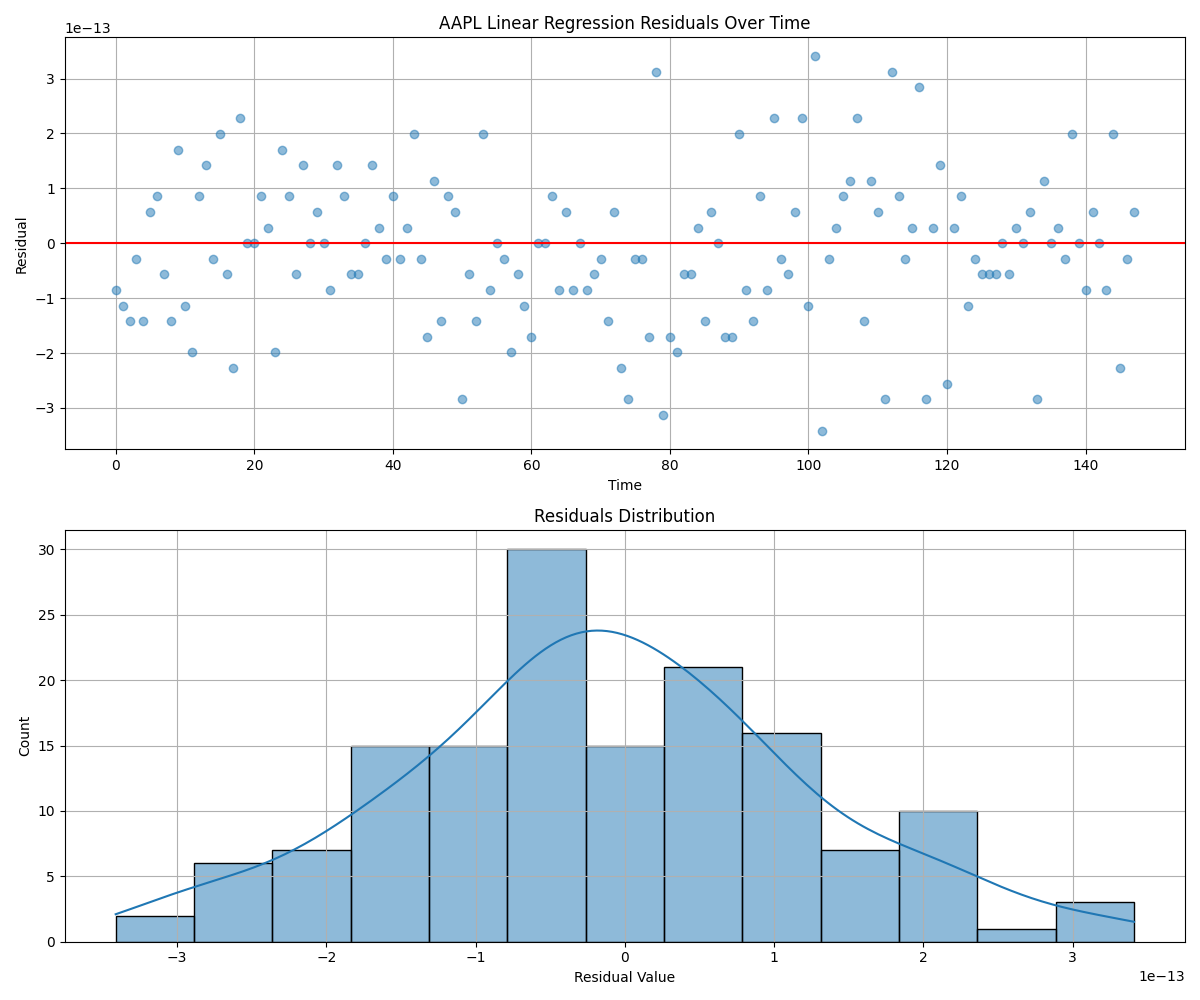 AAPL Linear Regression Residuals Over Time
1e−13
3
2
1
0
−1
−2
−3
Residual
0 20 40 60 80 100 120 140
Time
Residuals Distribution
30
25
20
15
10
5
0
Count
−3 −2 −1 0 1 2 3
Residual Value
1e−13